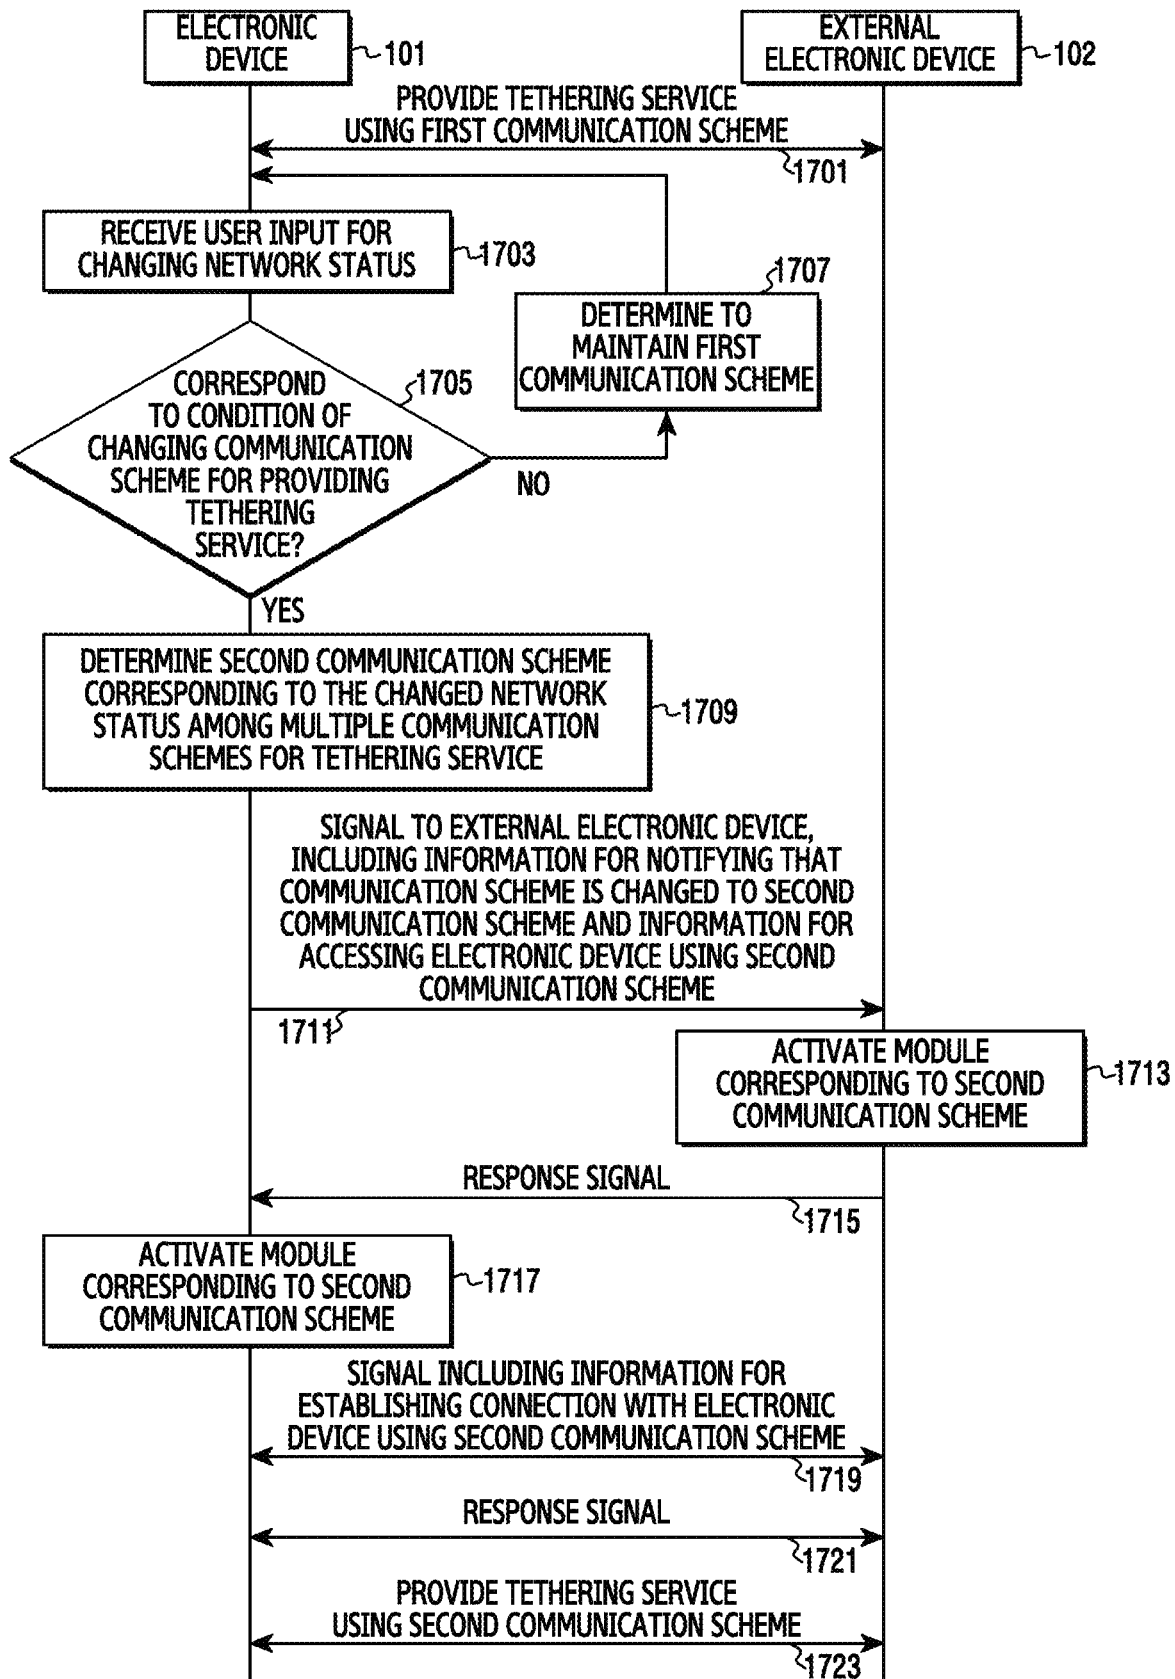 ELECTRONIC
DEVICE
101
EXTERNAL
ELECTRONIC DEVICE
102
PROVIDE TETHERING SERVICE
USING FIRST COMMUNICATION SCHEME
1701
RECEIVE USER INPUT FOR
CHANGING NETWORK STATUS
1703
1707
DETERMINE TO
MAINTAIN FIRST
COMMUNICATION SCHEME
1705
CORRESPOND
TO CONDITION OF
CHANGING COMMUNICATION
SCHEME FOR PROVIDING
TETHERING
SERVICE?
NO
YES
DETERMINE SECOND COMMUNICATION SCHEME
CORRESPONDING TO THE CHANGED NETWORK
STATUS AMONG MULTIPLE COMMUNICATION
SCHEMES FOR TETHERING SERVICE
1709
SIGNAL TO EXTERNAL ELECTRONIC DEVICE,
INCLUDING INFORMATION FOR NOTIFYING THAT
COMMUNICATION SCHEME IS CHANGED TO SECOND
COMMUNICATION SCHEME AND INFORMATION FOR
ACCESSING ELECTRONIC DEVICE USING SECOND
COMMUNICATION SCHEME
1711
ACTIVATE MODULE
CORRESPONDING TO SECOND
COMMUNICATION SCHEME
1713
RESPONSE SIGNAL
1715
ACTIVATE MODULE
CORRESPONDING TO SECOND
COMMUNICATION SCHEME
1717
SIGNAL INCLUDING INFORMATION FOR
ESTABLISHING CONNECTION WITH ELECTRONIC
DEVICE USING SECOND COMMUNICATION SCHEME
1719
RESPONSE SIGNAL
1721
PROVIDE TETHERING SERVICE
USING SECOND COMMUNICATION SCHEME
1723